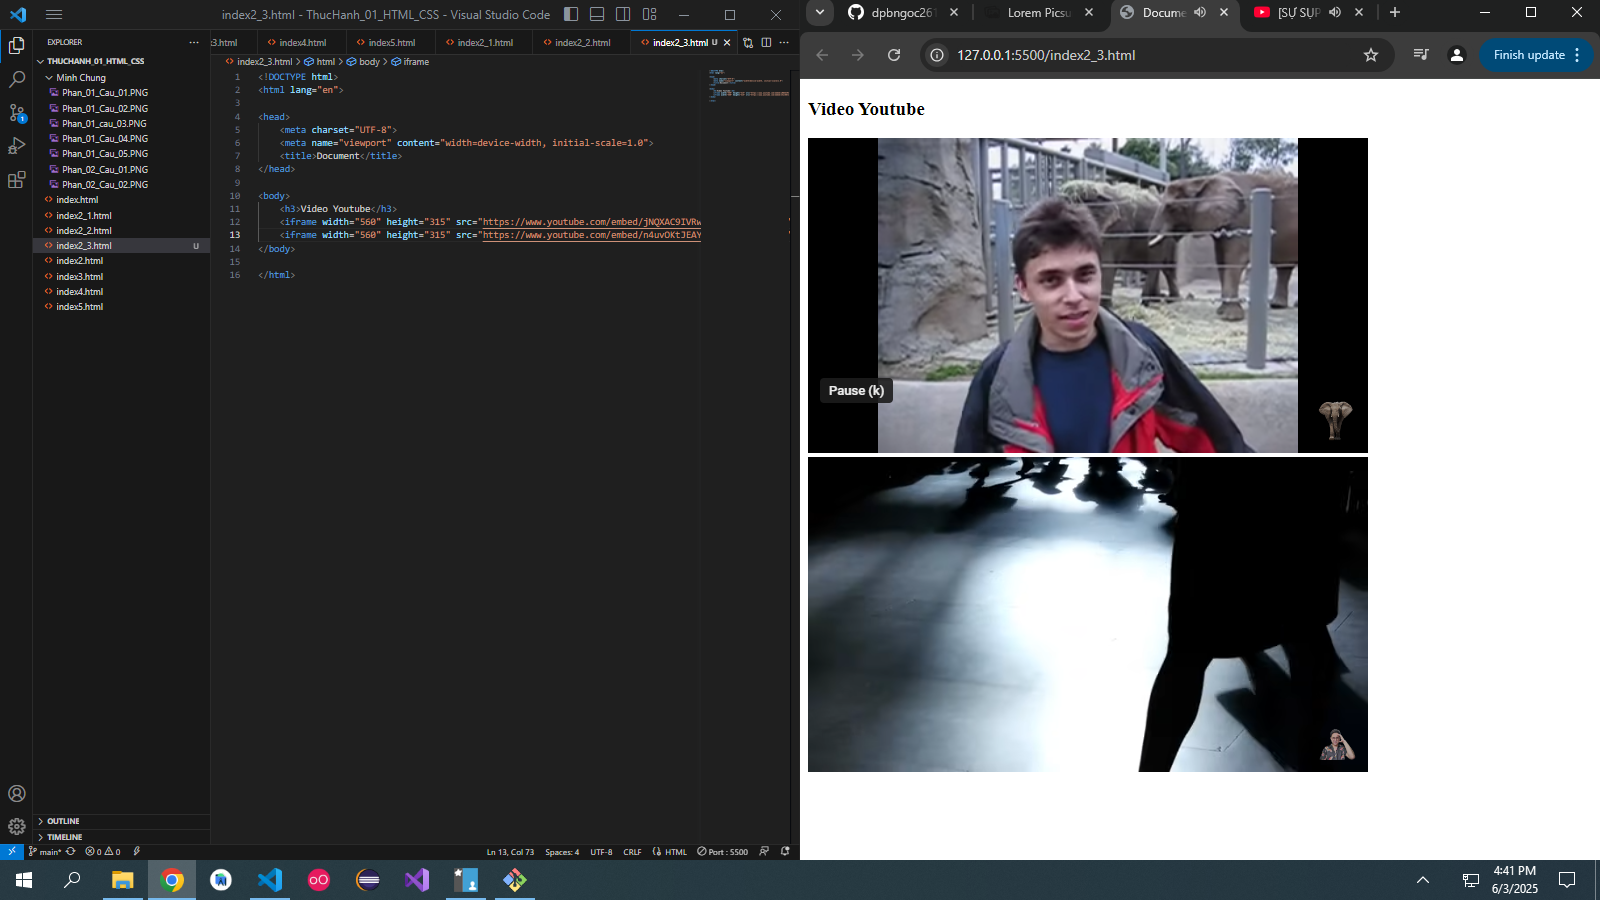 index2_3.html - ThucHanh_01_HTML_CSS - Visual Studio Code
EXPLORER
THUCHANH_01_HTML_CSS
Minh Chung
Phan_01_Cau_01.PNG
Phan_01_Cau_02.PNG
Phan_01_cau_03.PNG
Phan_01_Cau_04.PNG
Phan_01_Cau_05.PNG
Phan_02_Cau_01.PNG
Phan_02_Cau_02.PNG
index.html
index2_1.html
index2_2.html
index2_3.html U
index2.html
index3.html
index4.html
index5.html
OUTLINE
TIMELINE
x3.html index4.html index5.html index2_1.html index2_2.html index2_3.html U
index2_3.html > html > body > iframe
1 <!DOCTYPE html>
2 <html lang="en">
3
4 <head>
5 <meta charset="UTF-8">
6 <meta name="viewport" content="width=device-width, initial-scale=1.0">
7 <title>Document</title>
8 </head>
9
10 <body>
11 <h3>Video Youtube</h3>
12 <iframe width="560" height="315" src="https://www.youtube.com/embed/jNQXAC9IVRw
13 <iframe width="560" height="315" src="https://www.youtube.com/embed/n4uvOKtJEAY
14 </body>
15
16 </html>
main* 0 0 Ln 13, Col 73 Spaces: 4 UTF-8 CRLF HTML Port : 5500
dpbngoc261 Lorem Picsu Docume [SỰ SỤP
127.0.0.1:5500/index2_3.html
Finish update
Video Youtube
Pause (k)
4:41 PM
6/3/2025